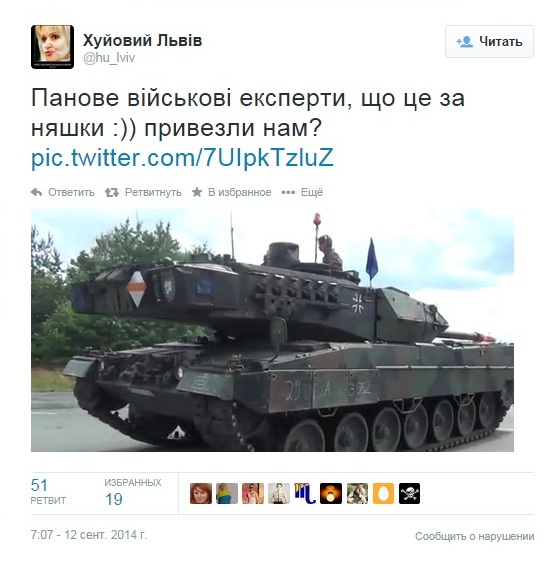 Хуйовий Львів
@hu_lviv
Читать
Панове військові експерти, що це за
няшки :)) привезли нам?
pic.twitter.com/7UIpkTzluZ
Ответить Ретвитнуть В избранное Ещё
51
РЕТВИТ
ИЗБРАННЫХ
19
7:07 - 12 сент. 2014 г.
Сообщить о нарушении